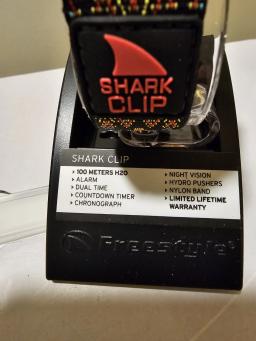 SHARK
CLIP
SHARK CLIP
› 100 METERS H20
› ALARM
› DUAL TIME
› COUNTDOWN TIMER
› CHRONOGRAPH
› NIGHT VISION
› HYDRO PUSHERS
› NYLON BAND
› LIMITED LIFETIME
WARRANTY
Freestyle®